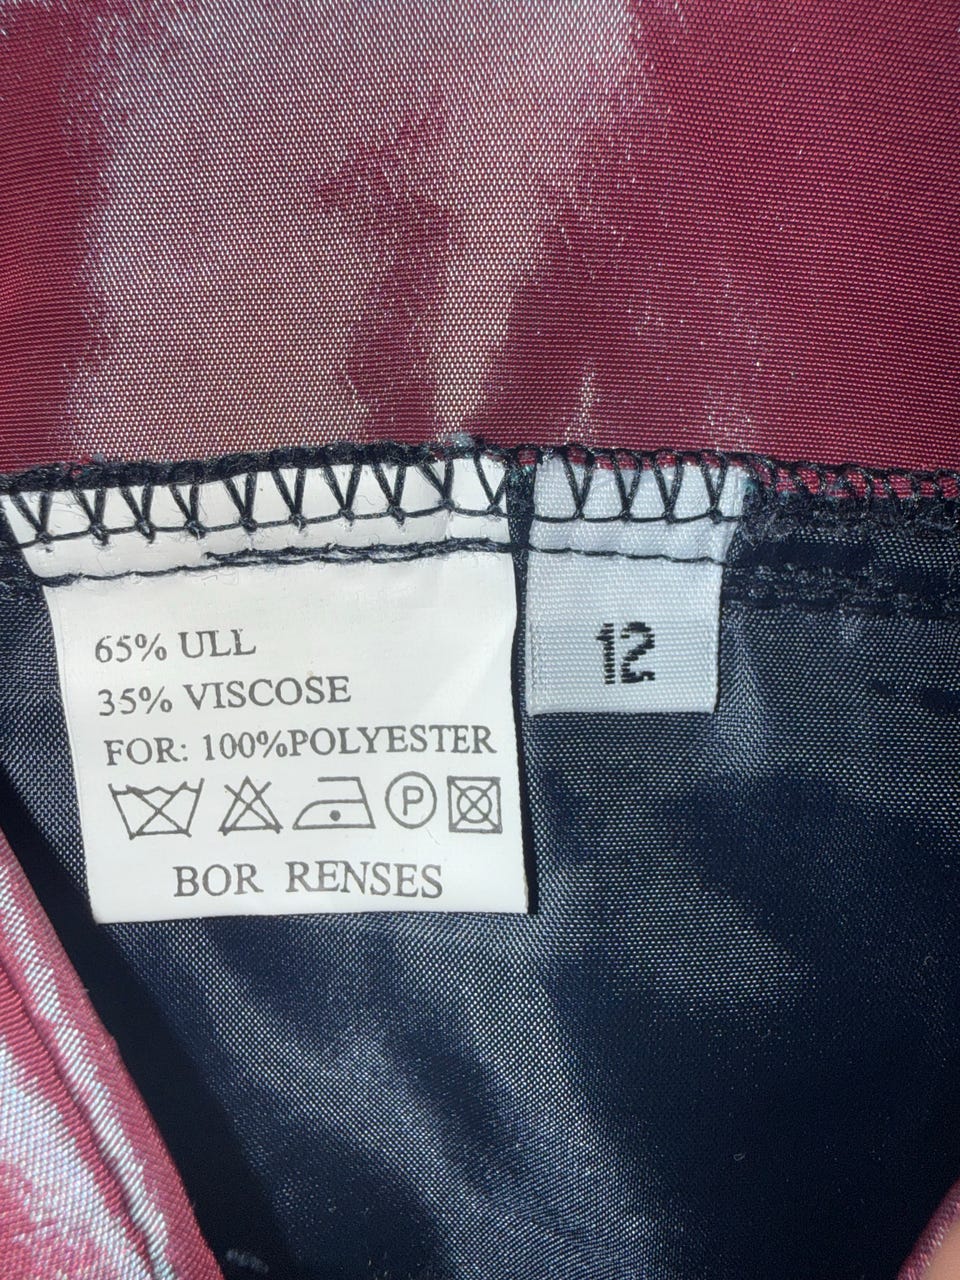 65% ULL
35% VISCOSE
FOR: 100%POLYESTER
P
BOR RENSES
12